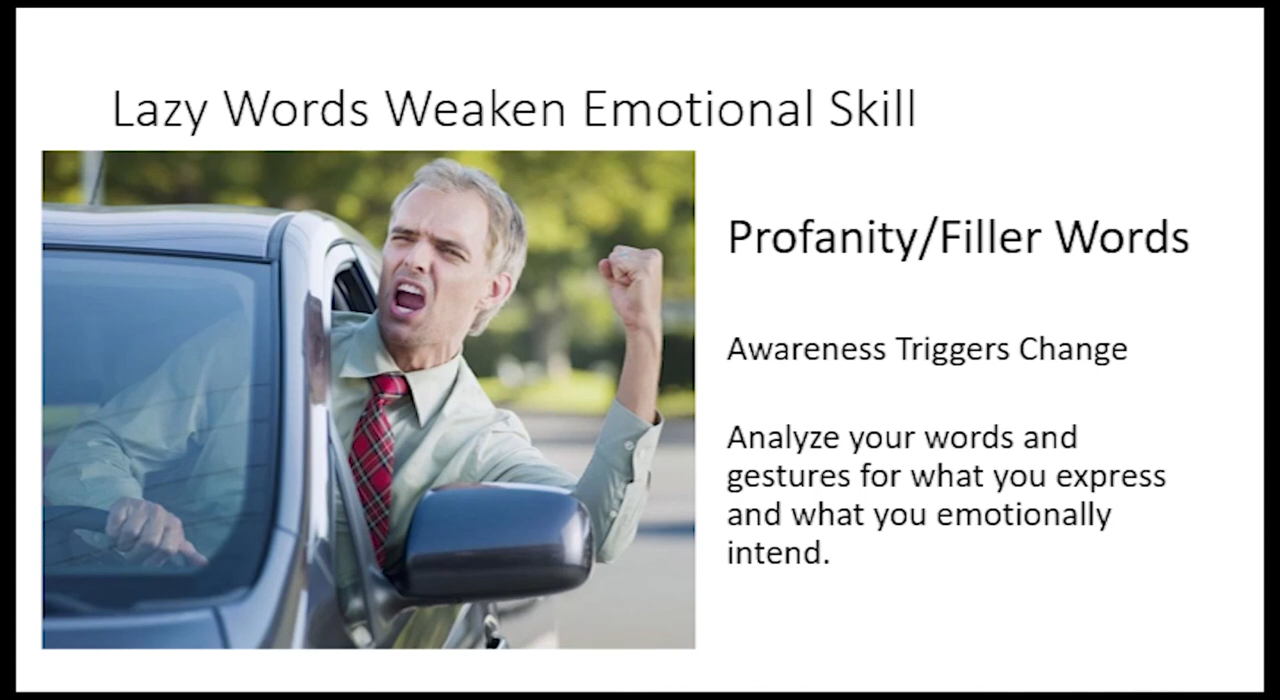 Lazy Words Weaken Emotional Skill
Profanity/Filler Words
Awareness Triggers Change
Analyze your words and
gestures for what you express
and what you emotionally
intend.